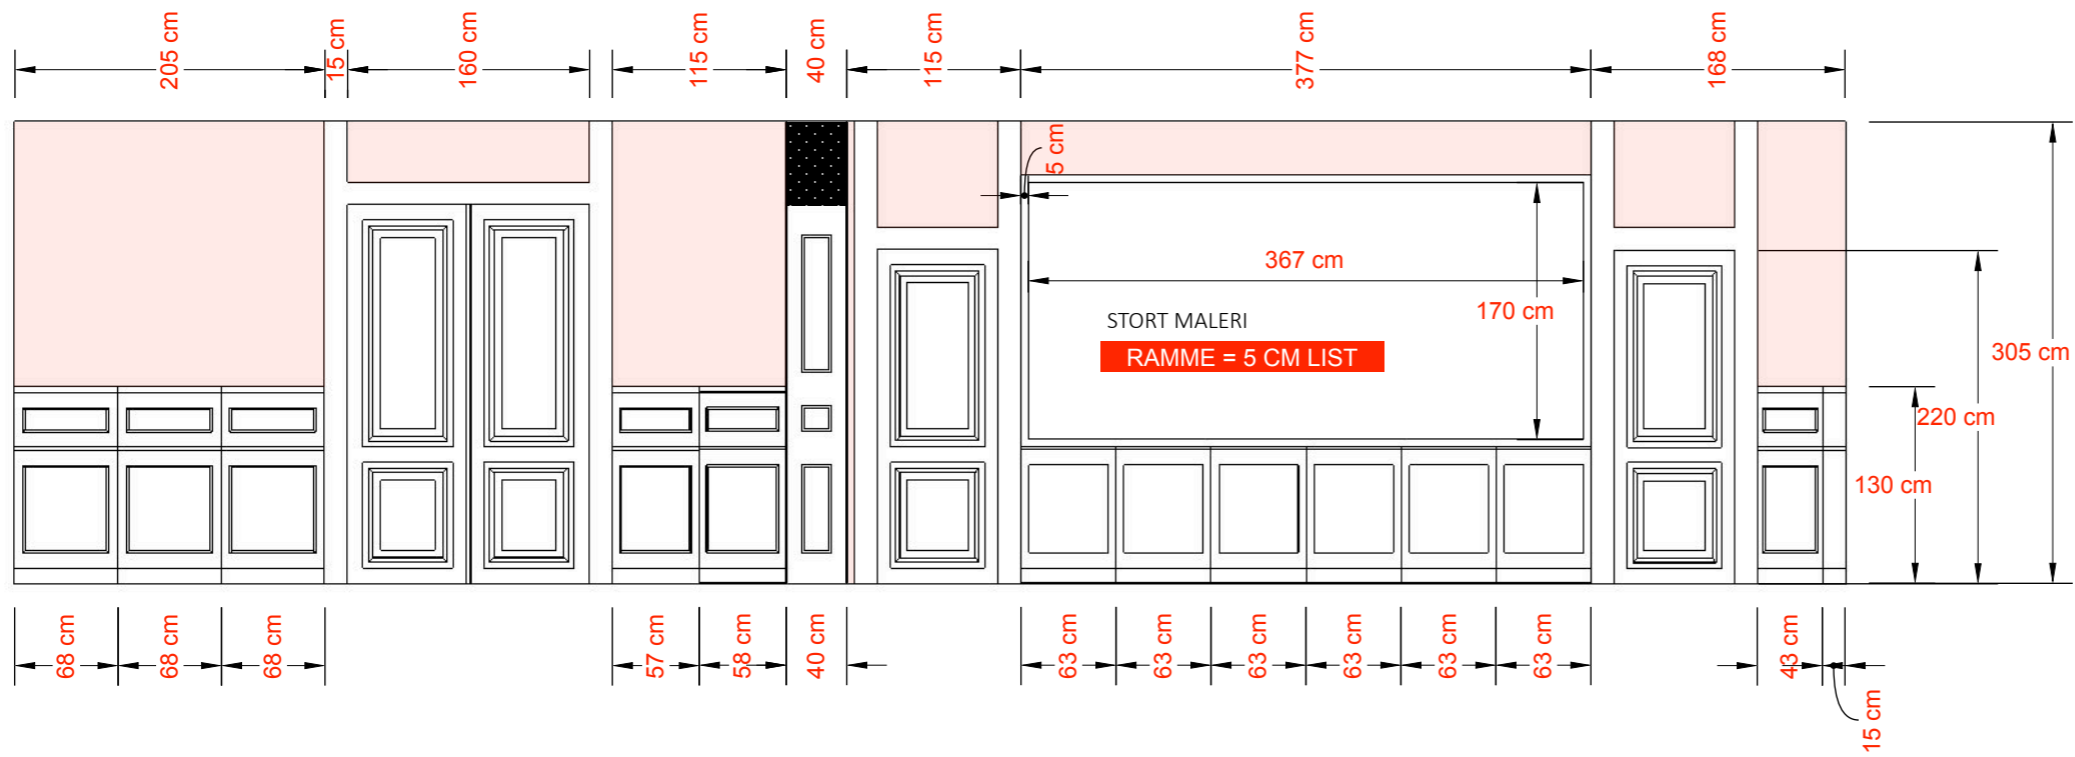 205 cm
15 cm
160 cm
115 cm
40 cm
115 cm
377 cm
168 cm
5 cm
367 cm
170 cm
STORT MALERI
RAMME = 5 CM LIST
305 cm
220 cm
130 cm
68 cm
68 cm
68 cm
57 cm
58 cm
40 cm
63 cm
63 cm
63 cm
63 cm
63 cm
63 cm
43 cm
15 cm